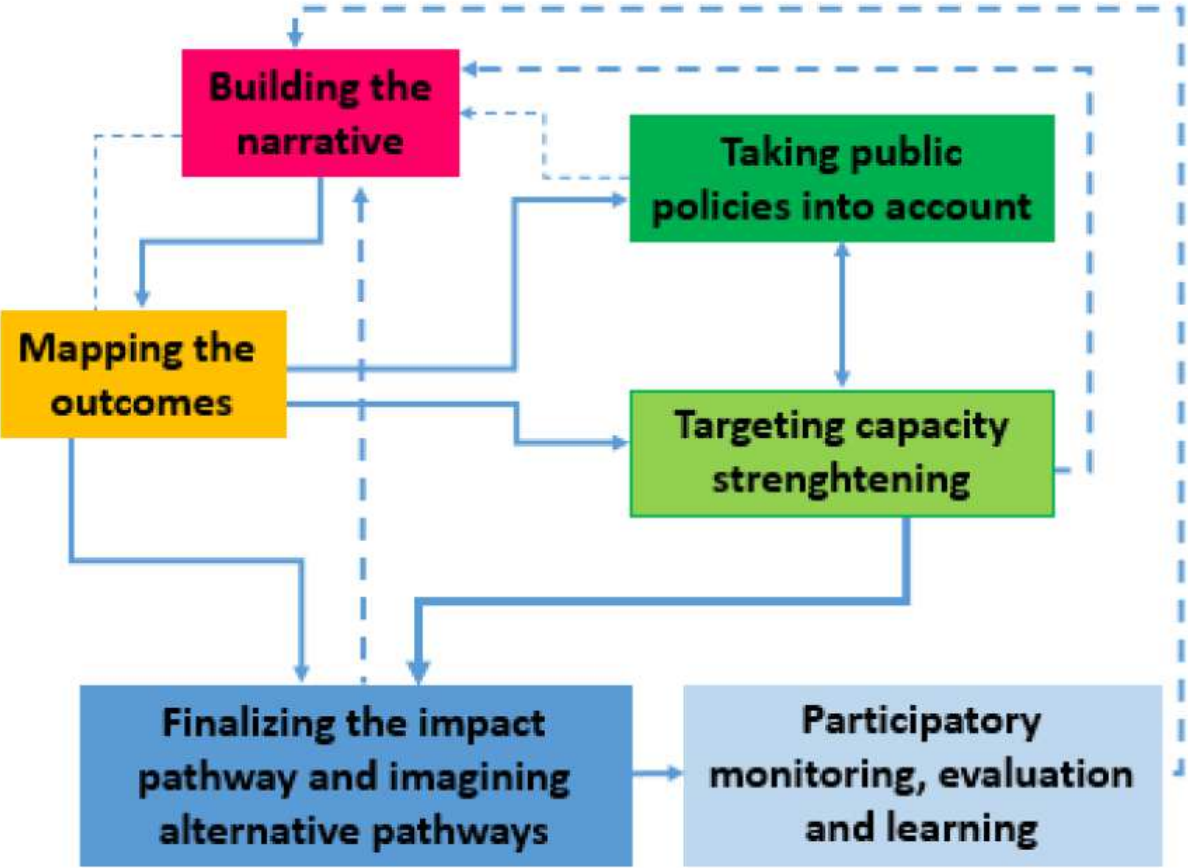 Building the
narrative
Taking public
policies into account
Mapping the
outcomes
Targeting capacity
strenghtening
Finalizing the impact
pathway and imagining
alternative pathways
Participatory
monitoring, evaluation
and learning